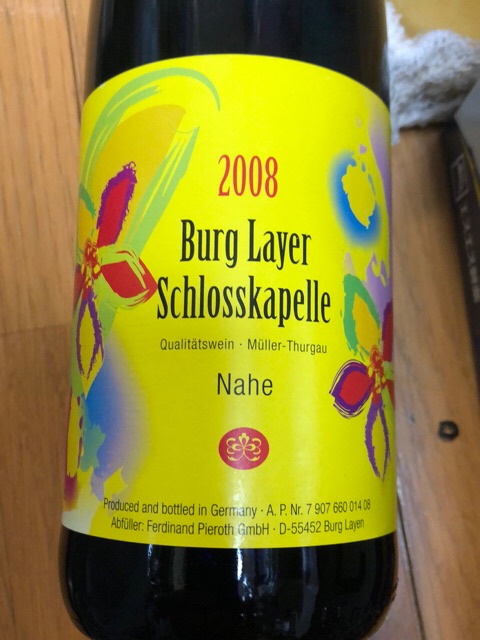 2008
Burg Layer
Schlosskapelle
Qualitätswein · Müller-Thurgau
Nahe
Produced and bottled in Germany · A. P. Nr. 7 907 660 014 08
Abfüller: Ferdinand Pieroth GmbH · D-55452 Burg Layen